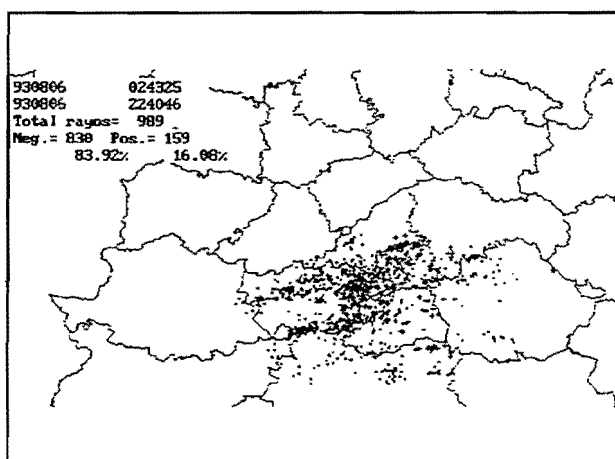 930806 024325
930806 224046
Total rayos= 989
Neg.= 830 Pos.= 159
83.92% 16.08%